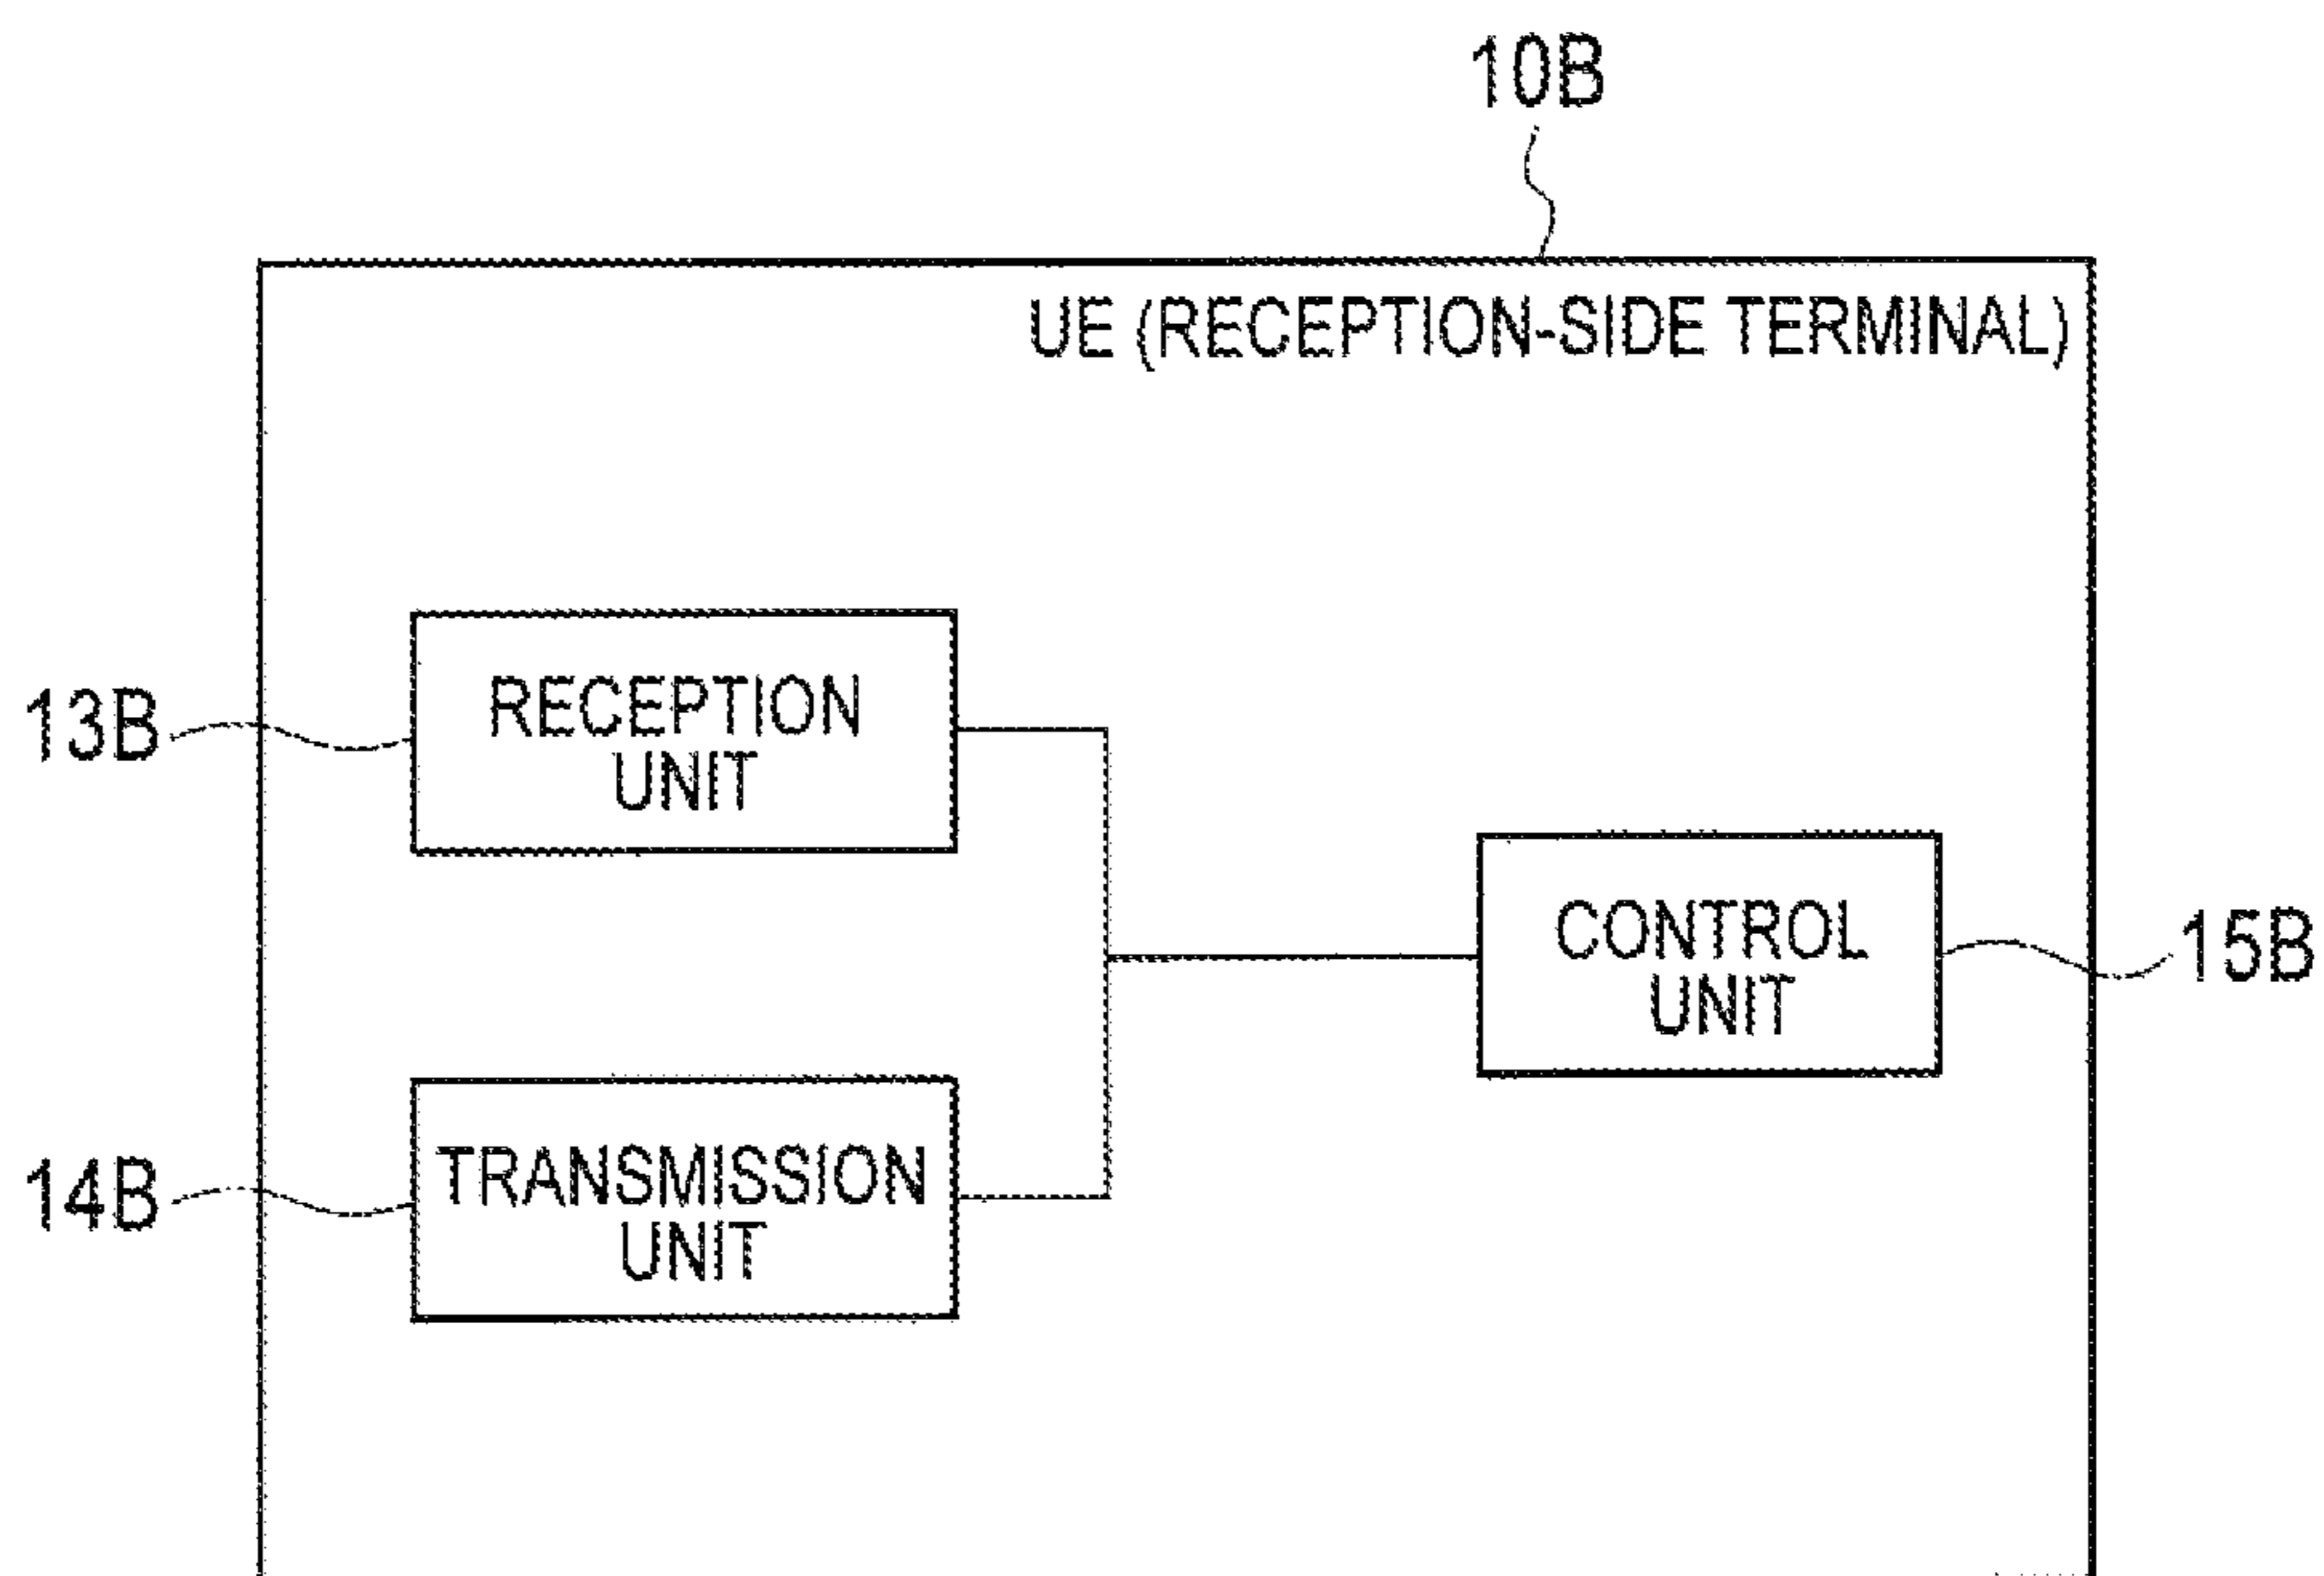 10B
UE (RECEPTION-SIDE TERMINAL)
13B
RECEPTION
UNIT
CONTROL
UNIT
15B
14B
TRANSMISSION
UNIT